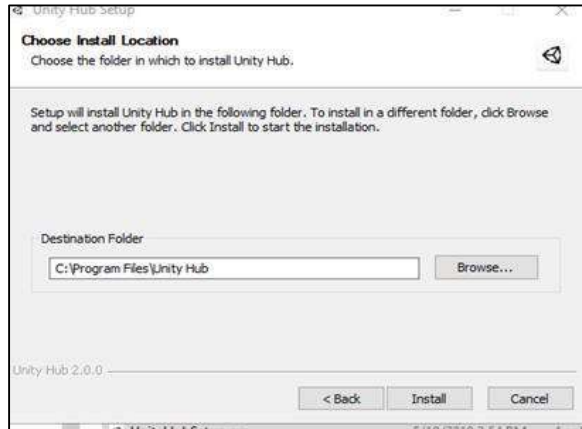 Unity Hub Setup
Choose Install Location
Choose the folder in which to install Unity Hub.
Setup will install Unity Hub in the following folder. To install in a different folder, click Browse
and select another folder. Click Install to start the installation.
Destination Folder
C:\Program Files\Unity Hub
Browse...
Unity Hub 2.0.0
< Back
Install
Cancel